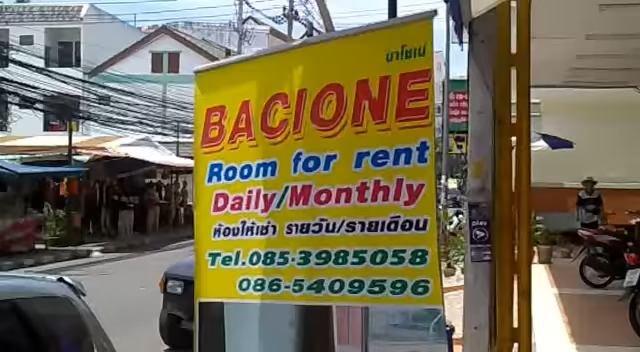 บาโชเน่
BACIONE
Room for rent
Daily/Monthly
ห้องให้เช่า รายวัน/รายเดือน
Tel.085-3985058
086-5409596
play